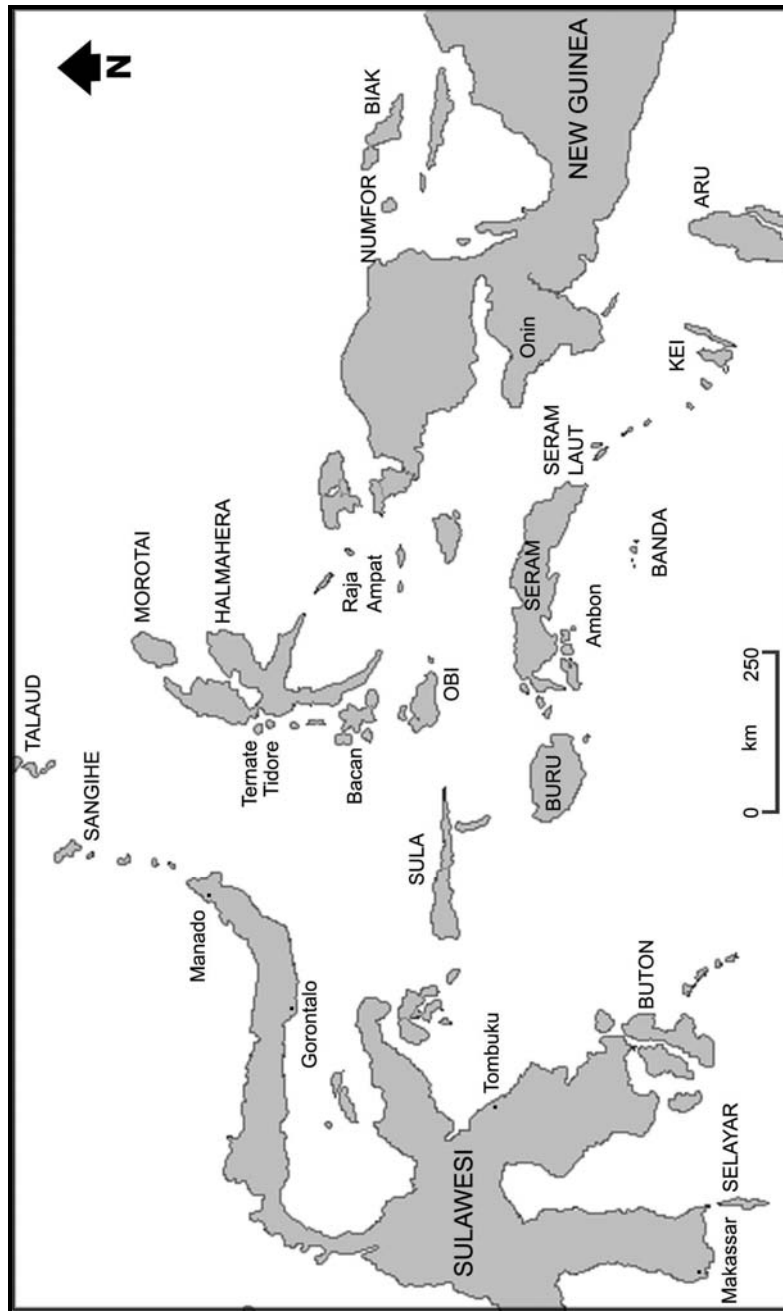 N
TALAUD
SANGIHE
MOROTAI
HALMAHERA
Manado
Ternate
Tidore
Gorontalo
Bacan
Raja
Ampat
NUMFOR
BIAK
OBI
SULA
SULAWESI
Tombuku
BURU
SERAM
SERAM
LAUT
Onin
NEW GUINEA
Ambon
BANDA
KEI
ARU
BUTON
Makassar
SELAYAR
0
km
250